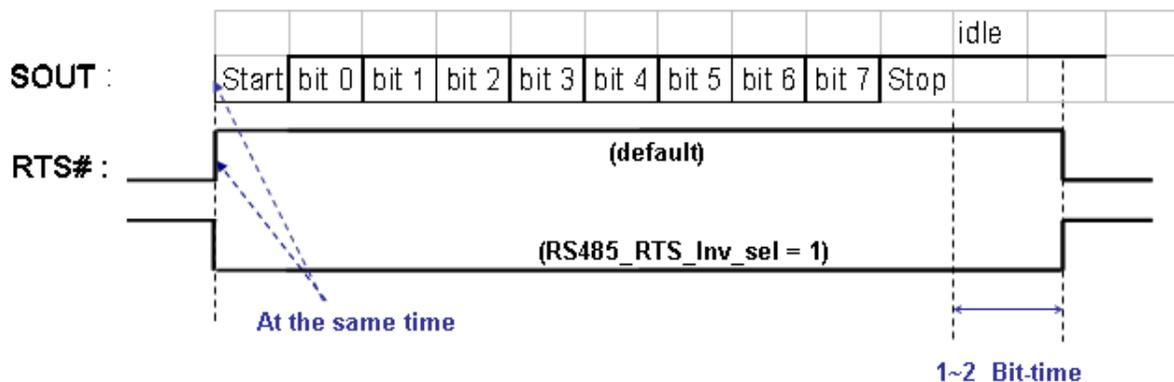 idle
SOUT :
Start bit 0 bit 1 bit 2 bit 3 bit 4 bit 5 bit 6 bit 7 Stop
RTS# :
(default)
(RS485_RTS_Inv_sel = 1)
At the same time
1~2 Bit-time